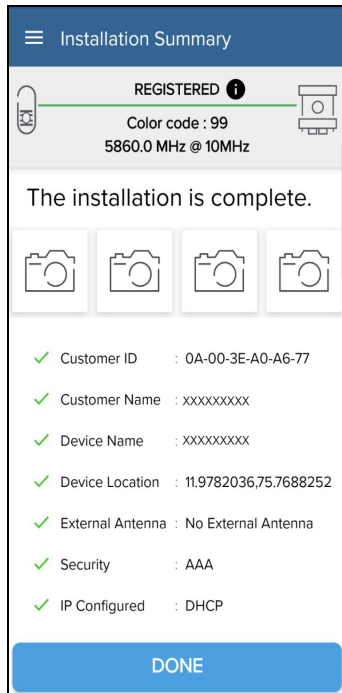 Installation Summary
REGISTERED i
Color code : 99
5860.0 MHz @ 10MHz
The installation is complete.
Customer ID : 0A-00-3E-A0-A6-77
Customer Name : XXXXXXXXX
Device Name : XXXXXXXXX
Device Location : 11.9782036,75.7688252
External Antenna : No External Antenna
Security : AAA
IP Configured : DHCP
DONE